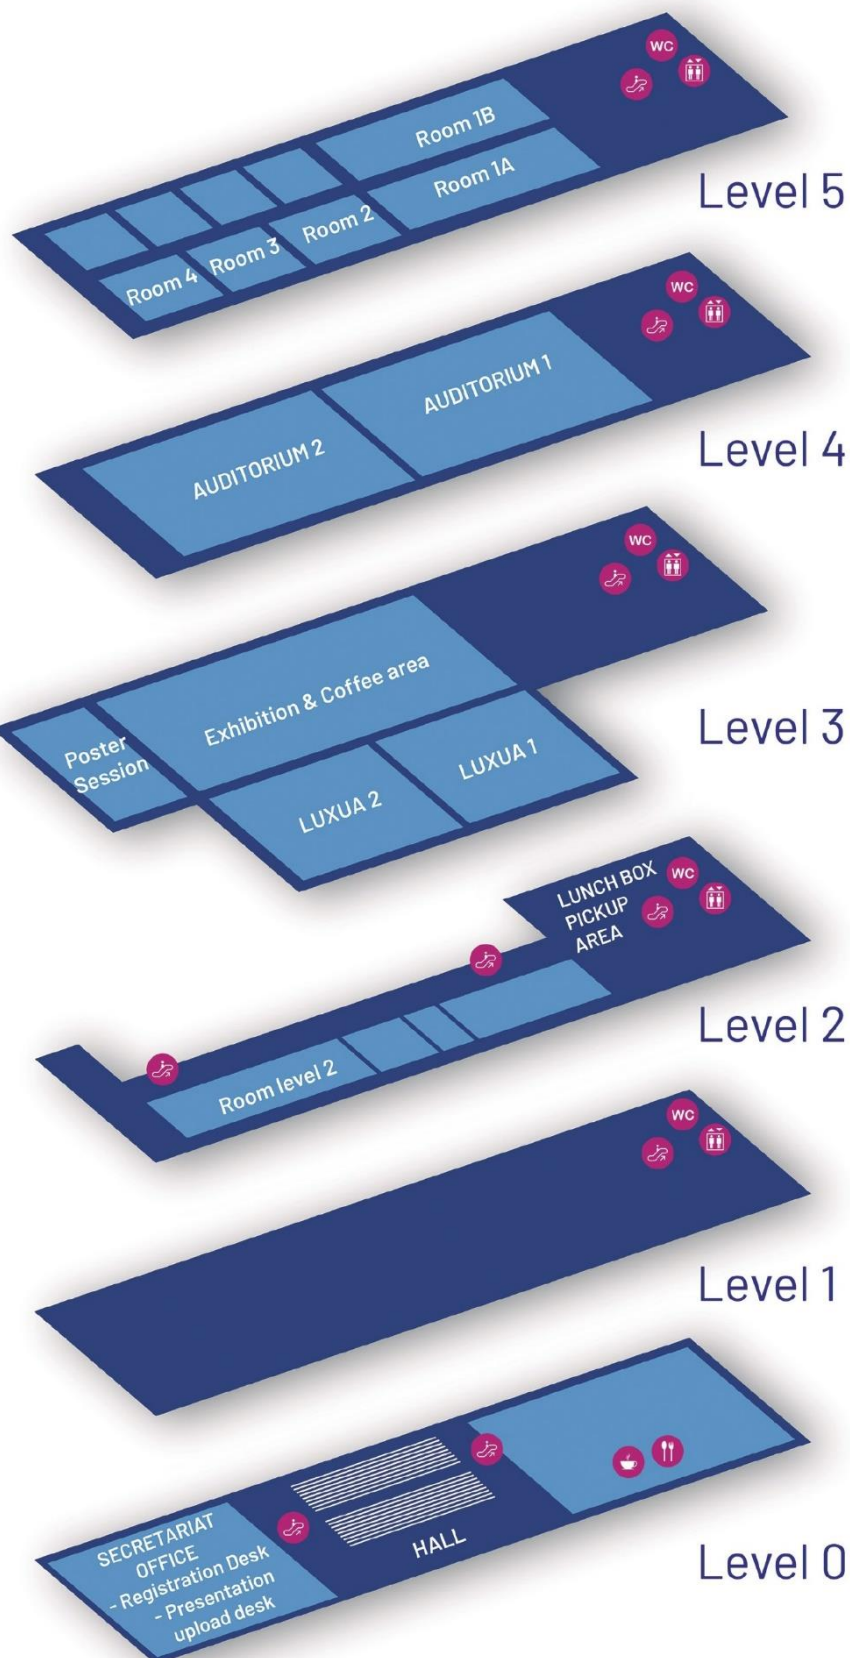 WC
Room 1B
Room 1A
Room 2
Room 3
Room 4
Level 5
WC
AUDITORIUM 1
AUDITORIUM 2
Level 4
WC
Exhibition & Coffee area
Poster
Session
LUXUA 1
LUXUA 2
Level 3
LUNCH BOX
PICKUP
AREA
WC
Room level 2
Level 2
WC
Level 1
SECRETARIAT
OFFICE
- Registration Desk
- Presentation
upload desk
HALL
Level 0